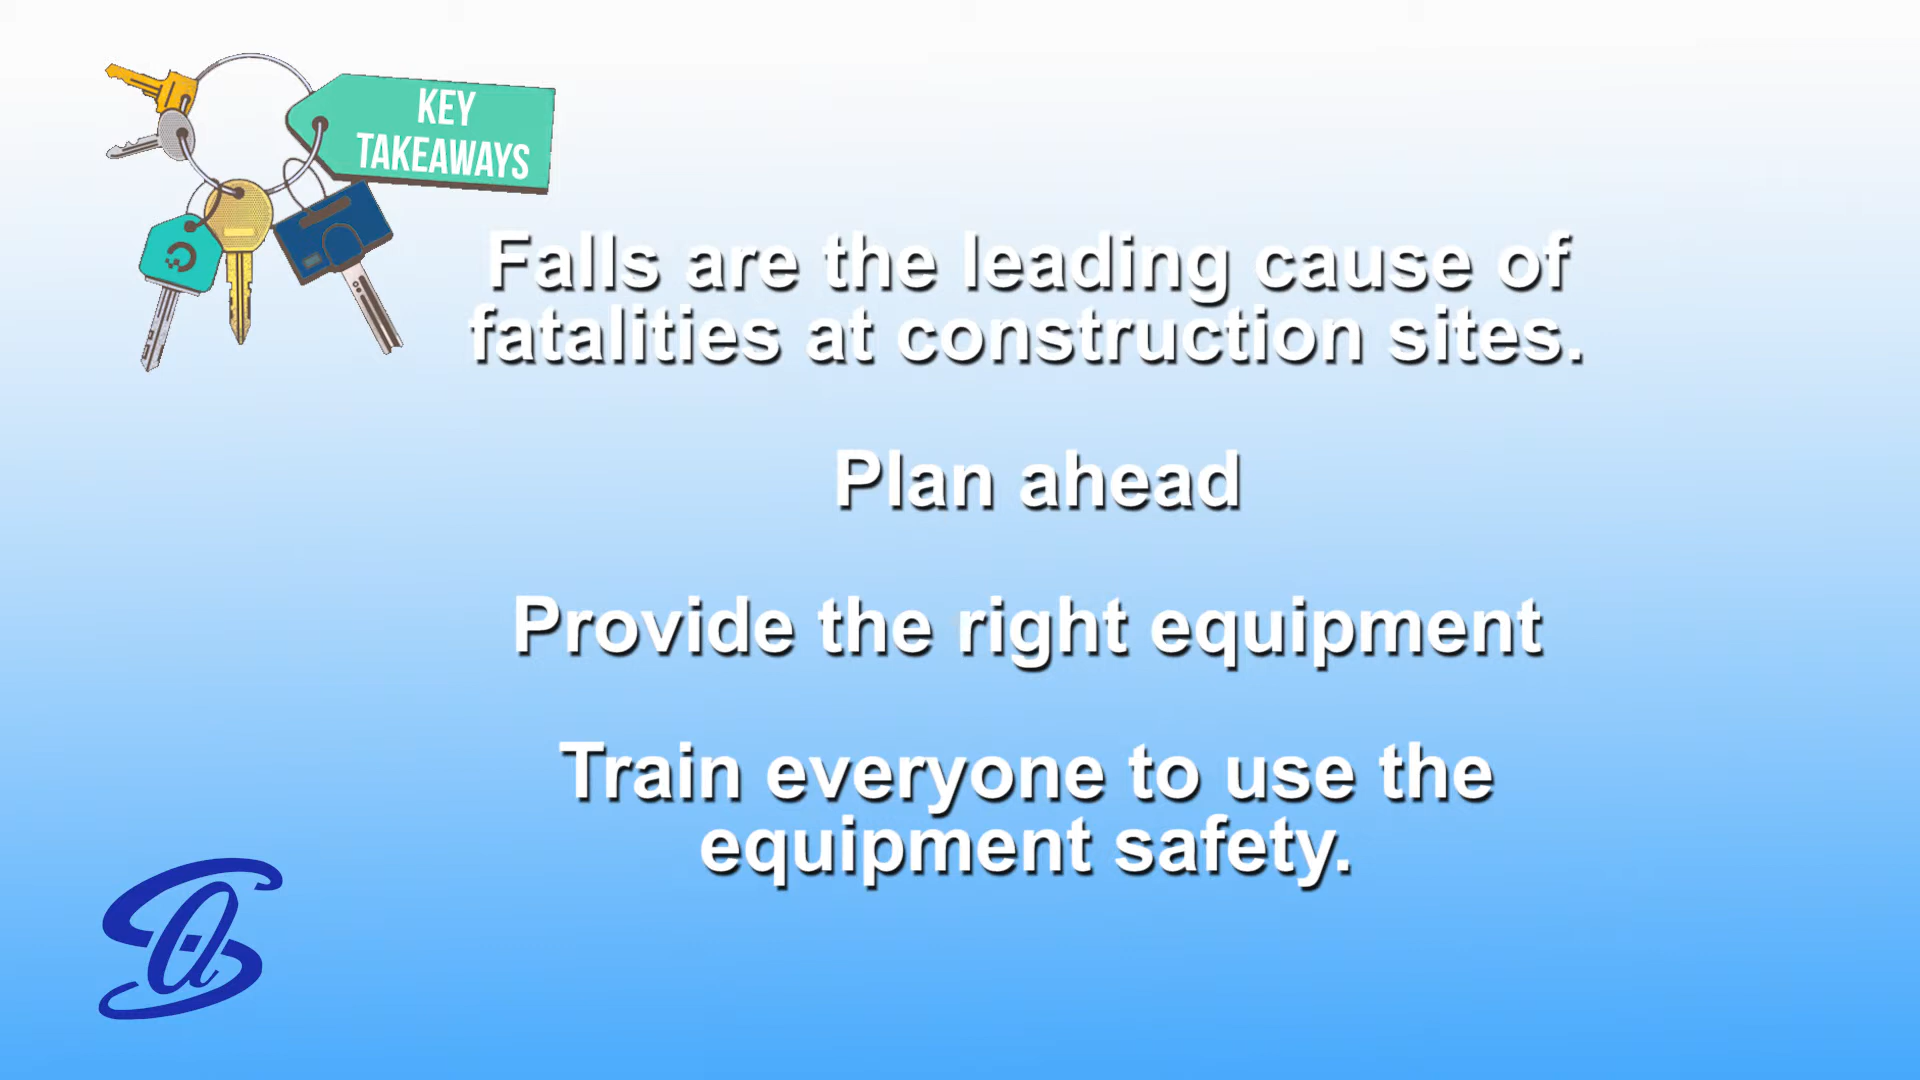 KEY
TAKEAWAYS
Falls are the leading cause of
fatalities at construction sites.
Plan ahead
Provide the right equipment
Train everyone to use the
equipment safety.